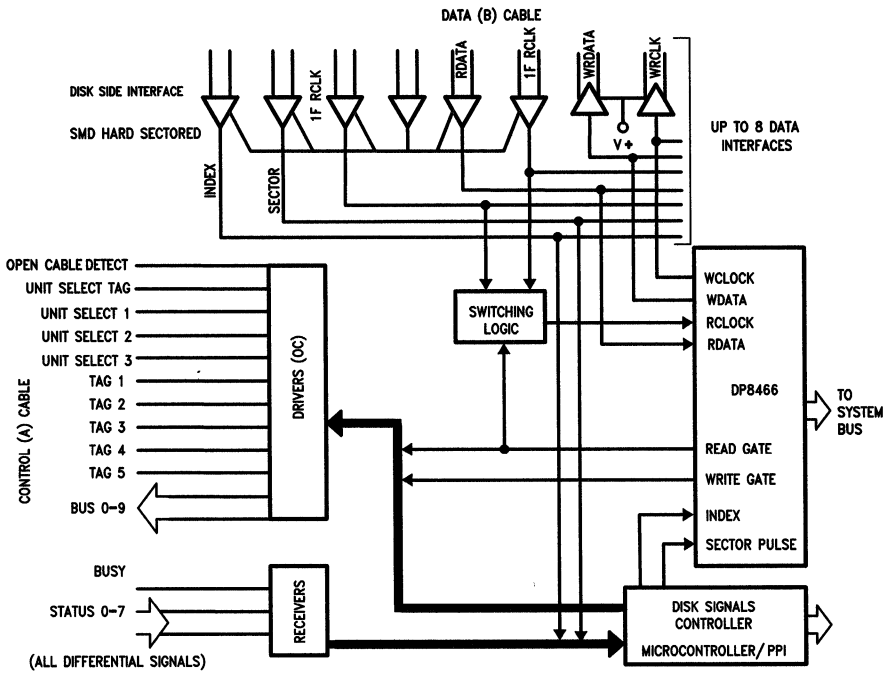 DATA (B) CABLE
DISK SIDE INTERFACE
SMD HARD SECTORED
1F RCLK
RDATA
1F RCLK
WRDATA
WRCLK
V+
UP TO 8 DATA
INTERFACES
INDEX
SECTOR
OPEN CABLE DETECT
UNIT SELECT TAG
UNIT SELECT 1
UNIT SELECT 2
UNIT SELECT 3
TAG 1
TAG 2
TAG 3
TAG 4
TAG 5
BUS 0-9
CONTROL (A) CABLE
DRIVERS (OC)
SWITCHING
LOGIC
WCLOCK
WDATA
RCLOCK
RDATA
DP8466
READ GATE
WRITE GATE
INDEX
SECTOR PULSE
TO
SYSTEM
BUS
BUSY
STATUS 0-7
(ALL DIFFERENTIAL SIGNALS)
RECEIVERS
DISK SIGNALS
CONTROLLER
MICROCONTROLLER/PPI